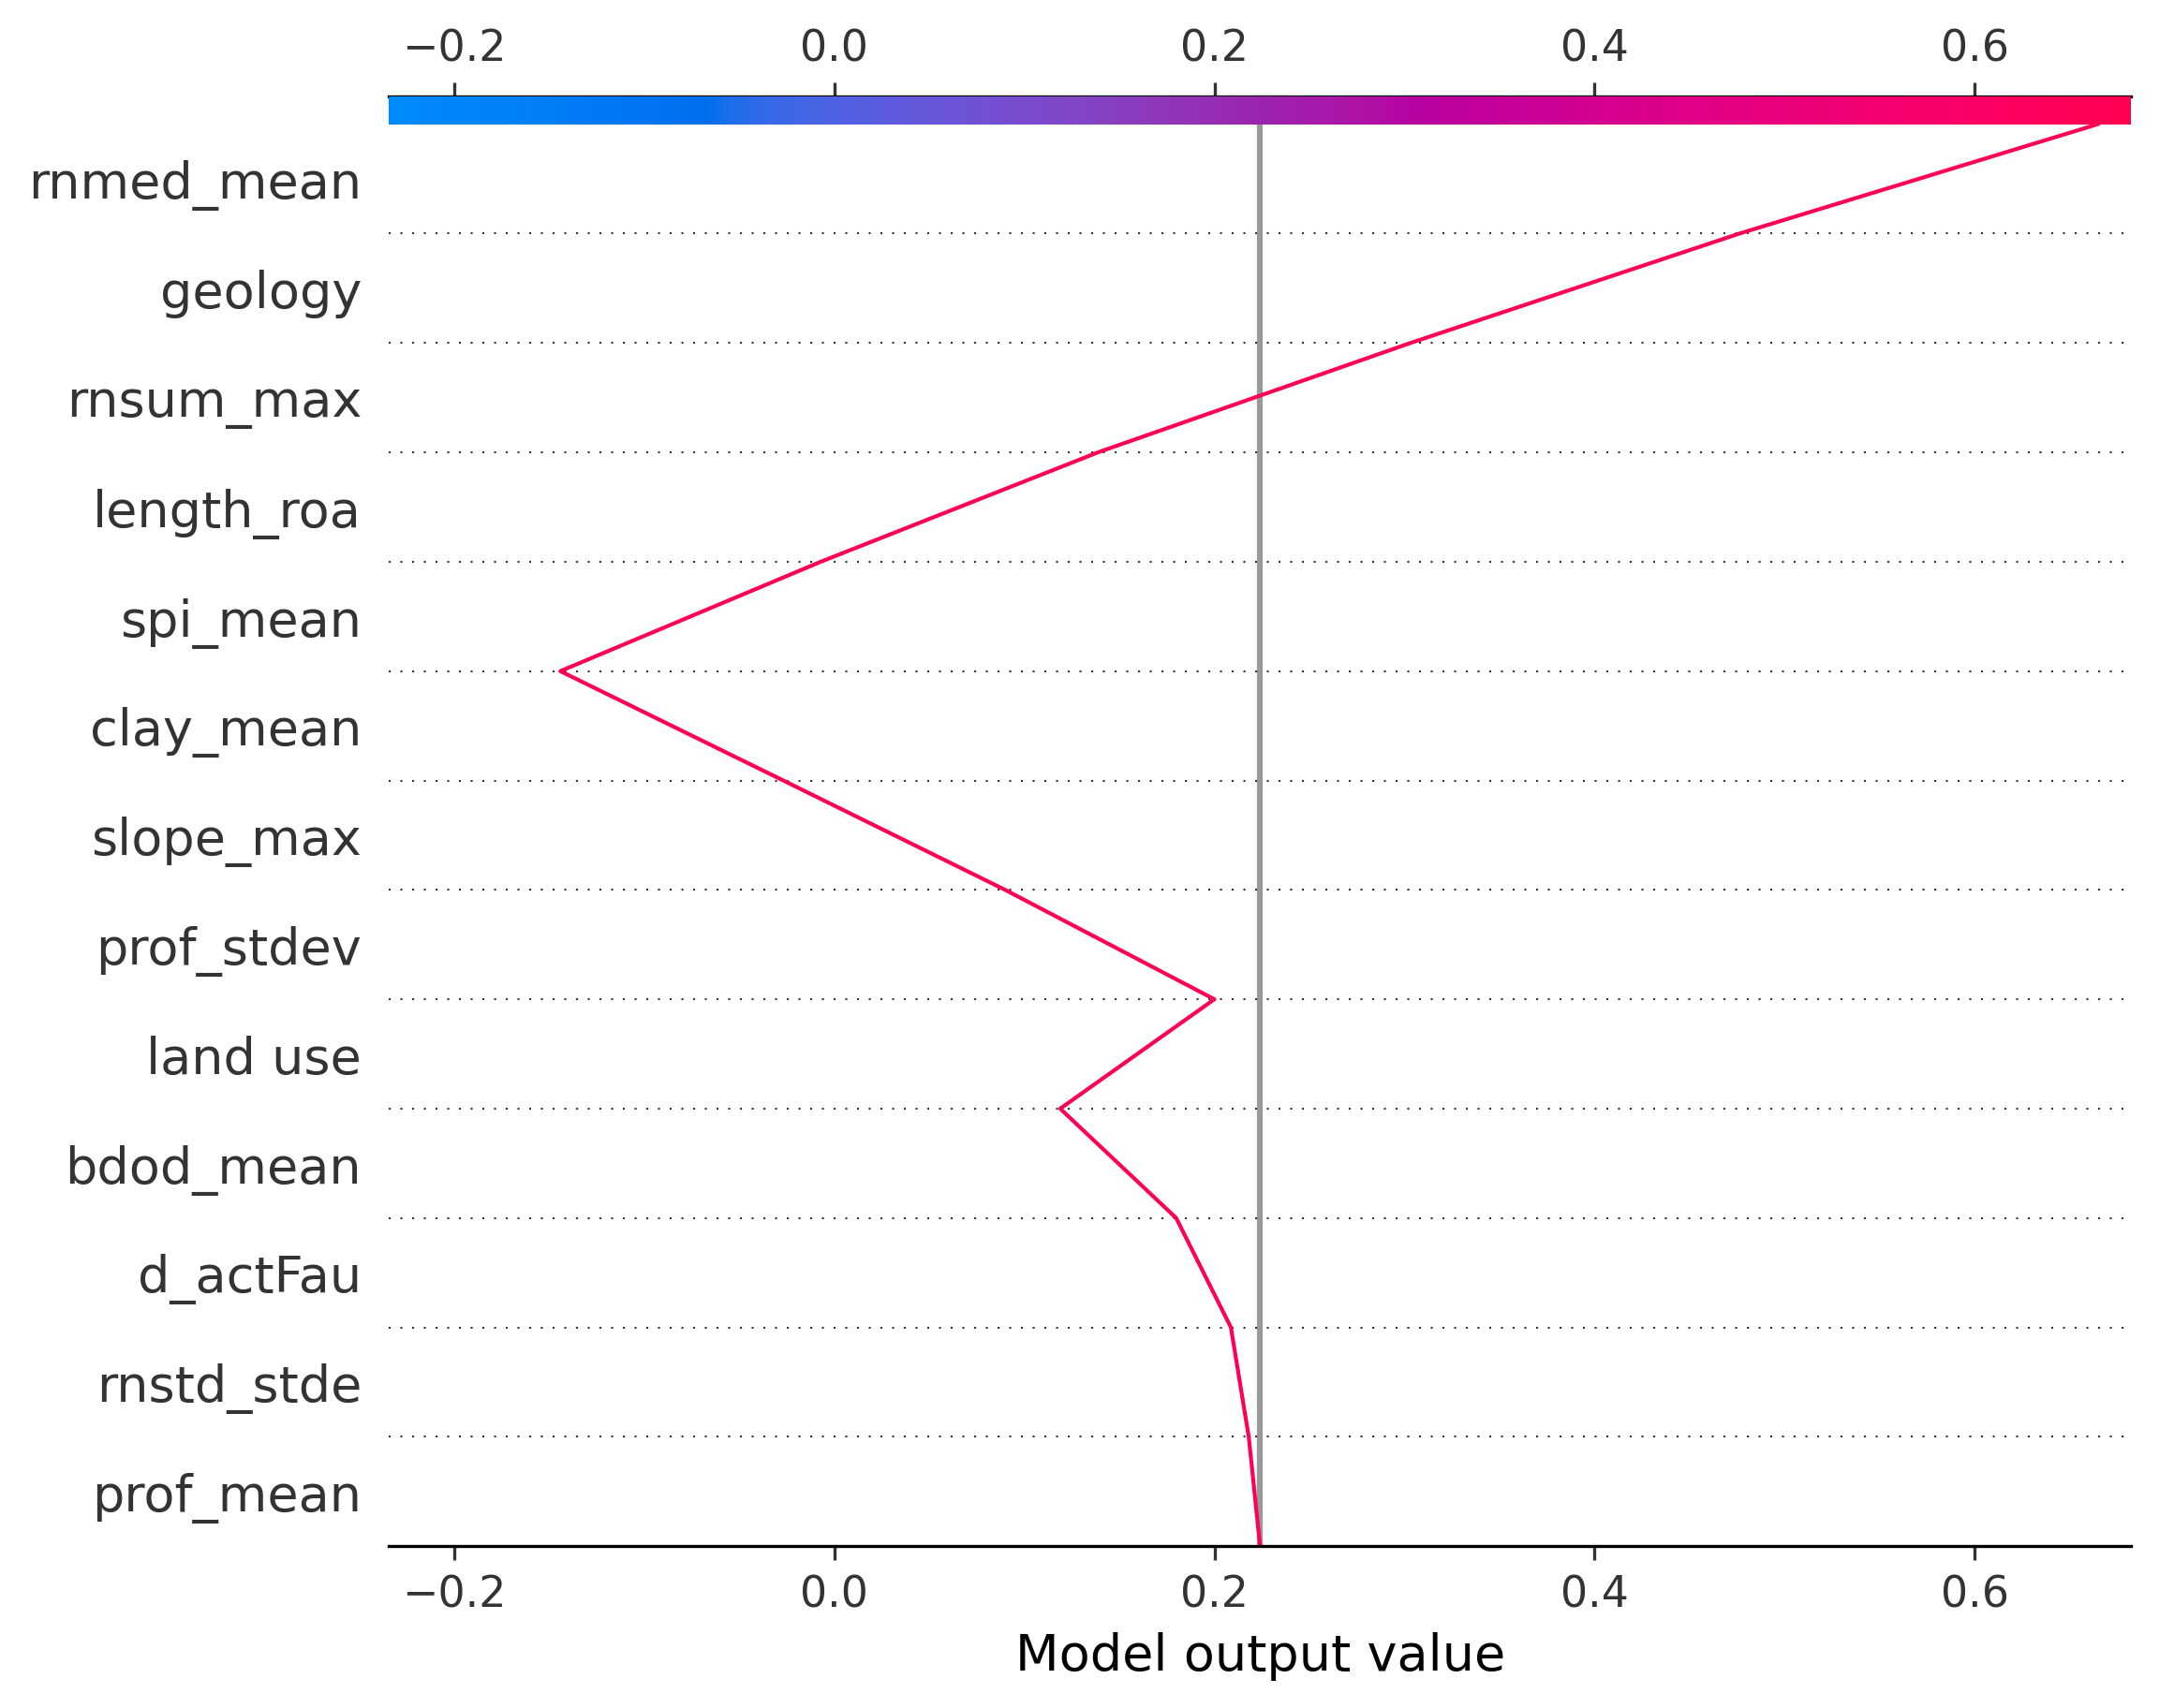 −0.2 0.0 0.2 0.4 0.6
rnmed_mean
geology
rnsum_max
length_roa
spi_mean
clay_mean
slope_max
prof_stdev
land use
bdod_mean
d_actFau
rnstd_stde
prof_mean
−0.2 0.0 0.2 0.4 0.6
Model output value